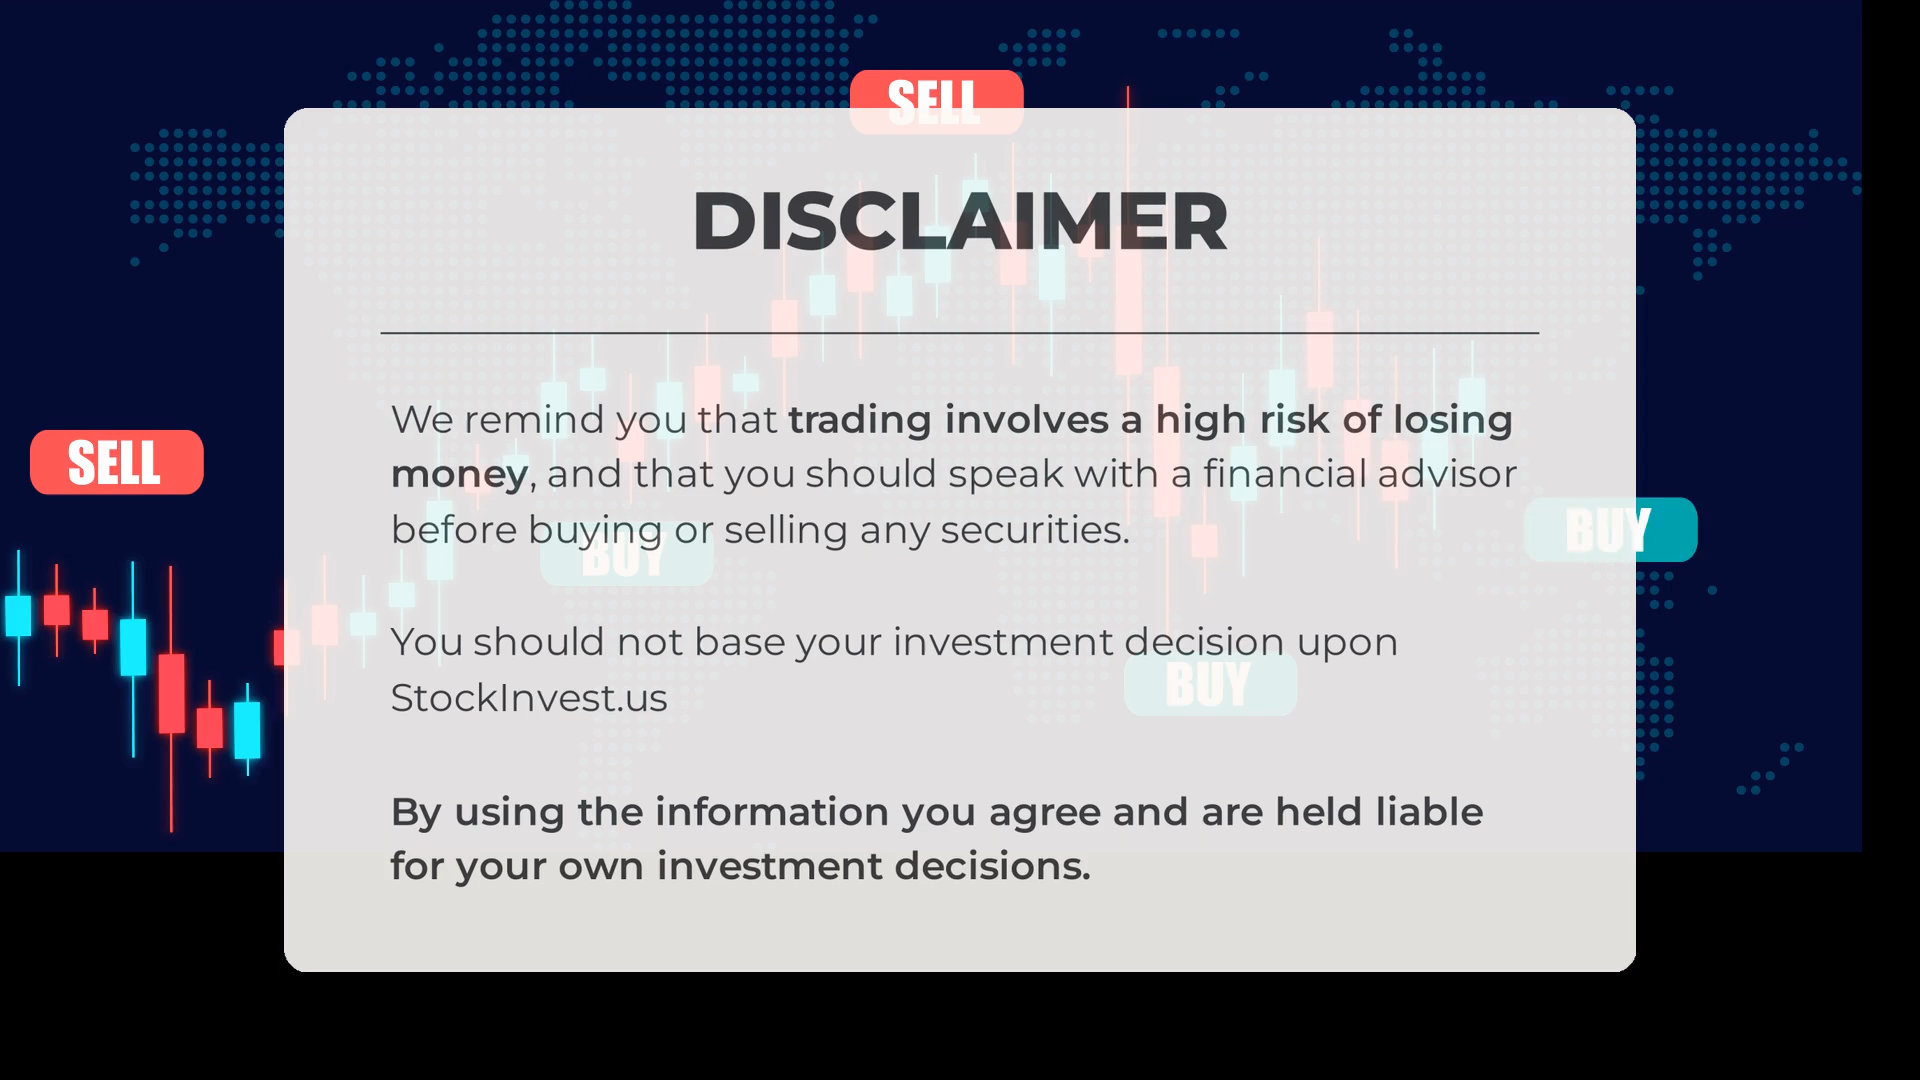 SELL
DISCLAIMER
We remind you that trading involves a high risk of losing
money, and that you should speak with a financial advisor
before buying or selling any securities.
You should not base your investment decision upon
StockInvest.us
By using the information you agree and are held liable
for your own investment decisions.
SELL
BUY
BUY
BUY